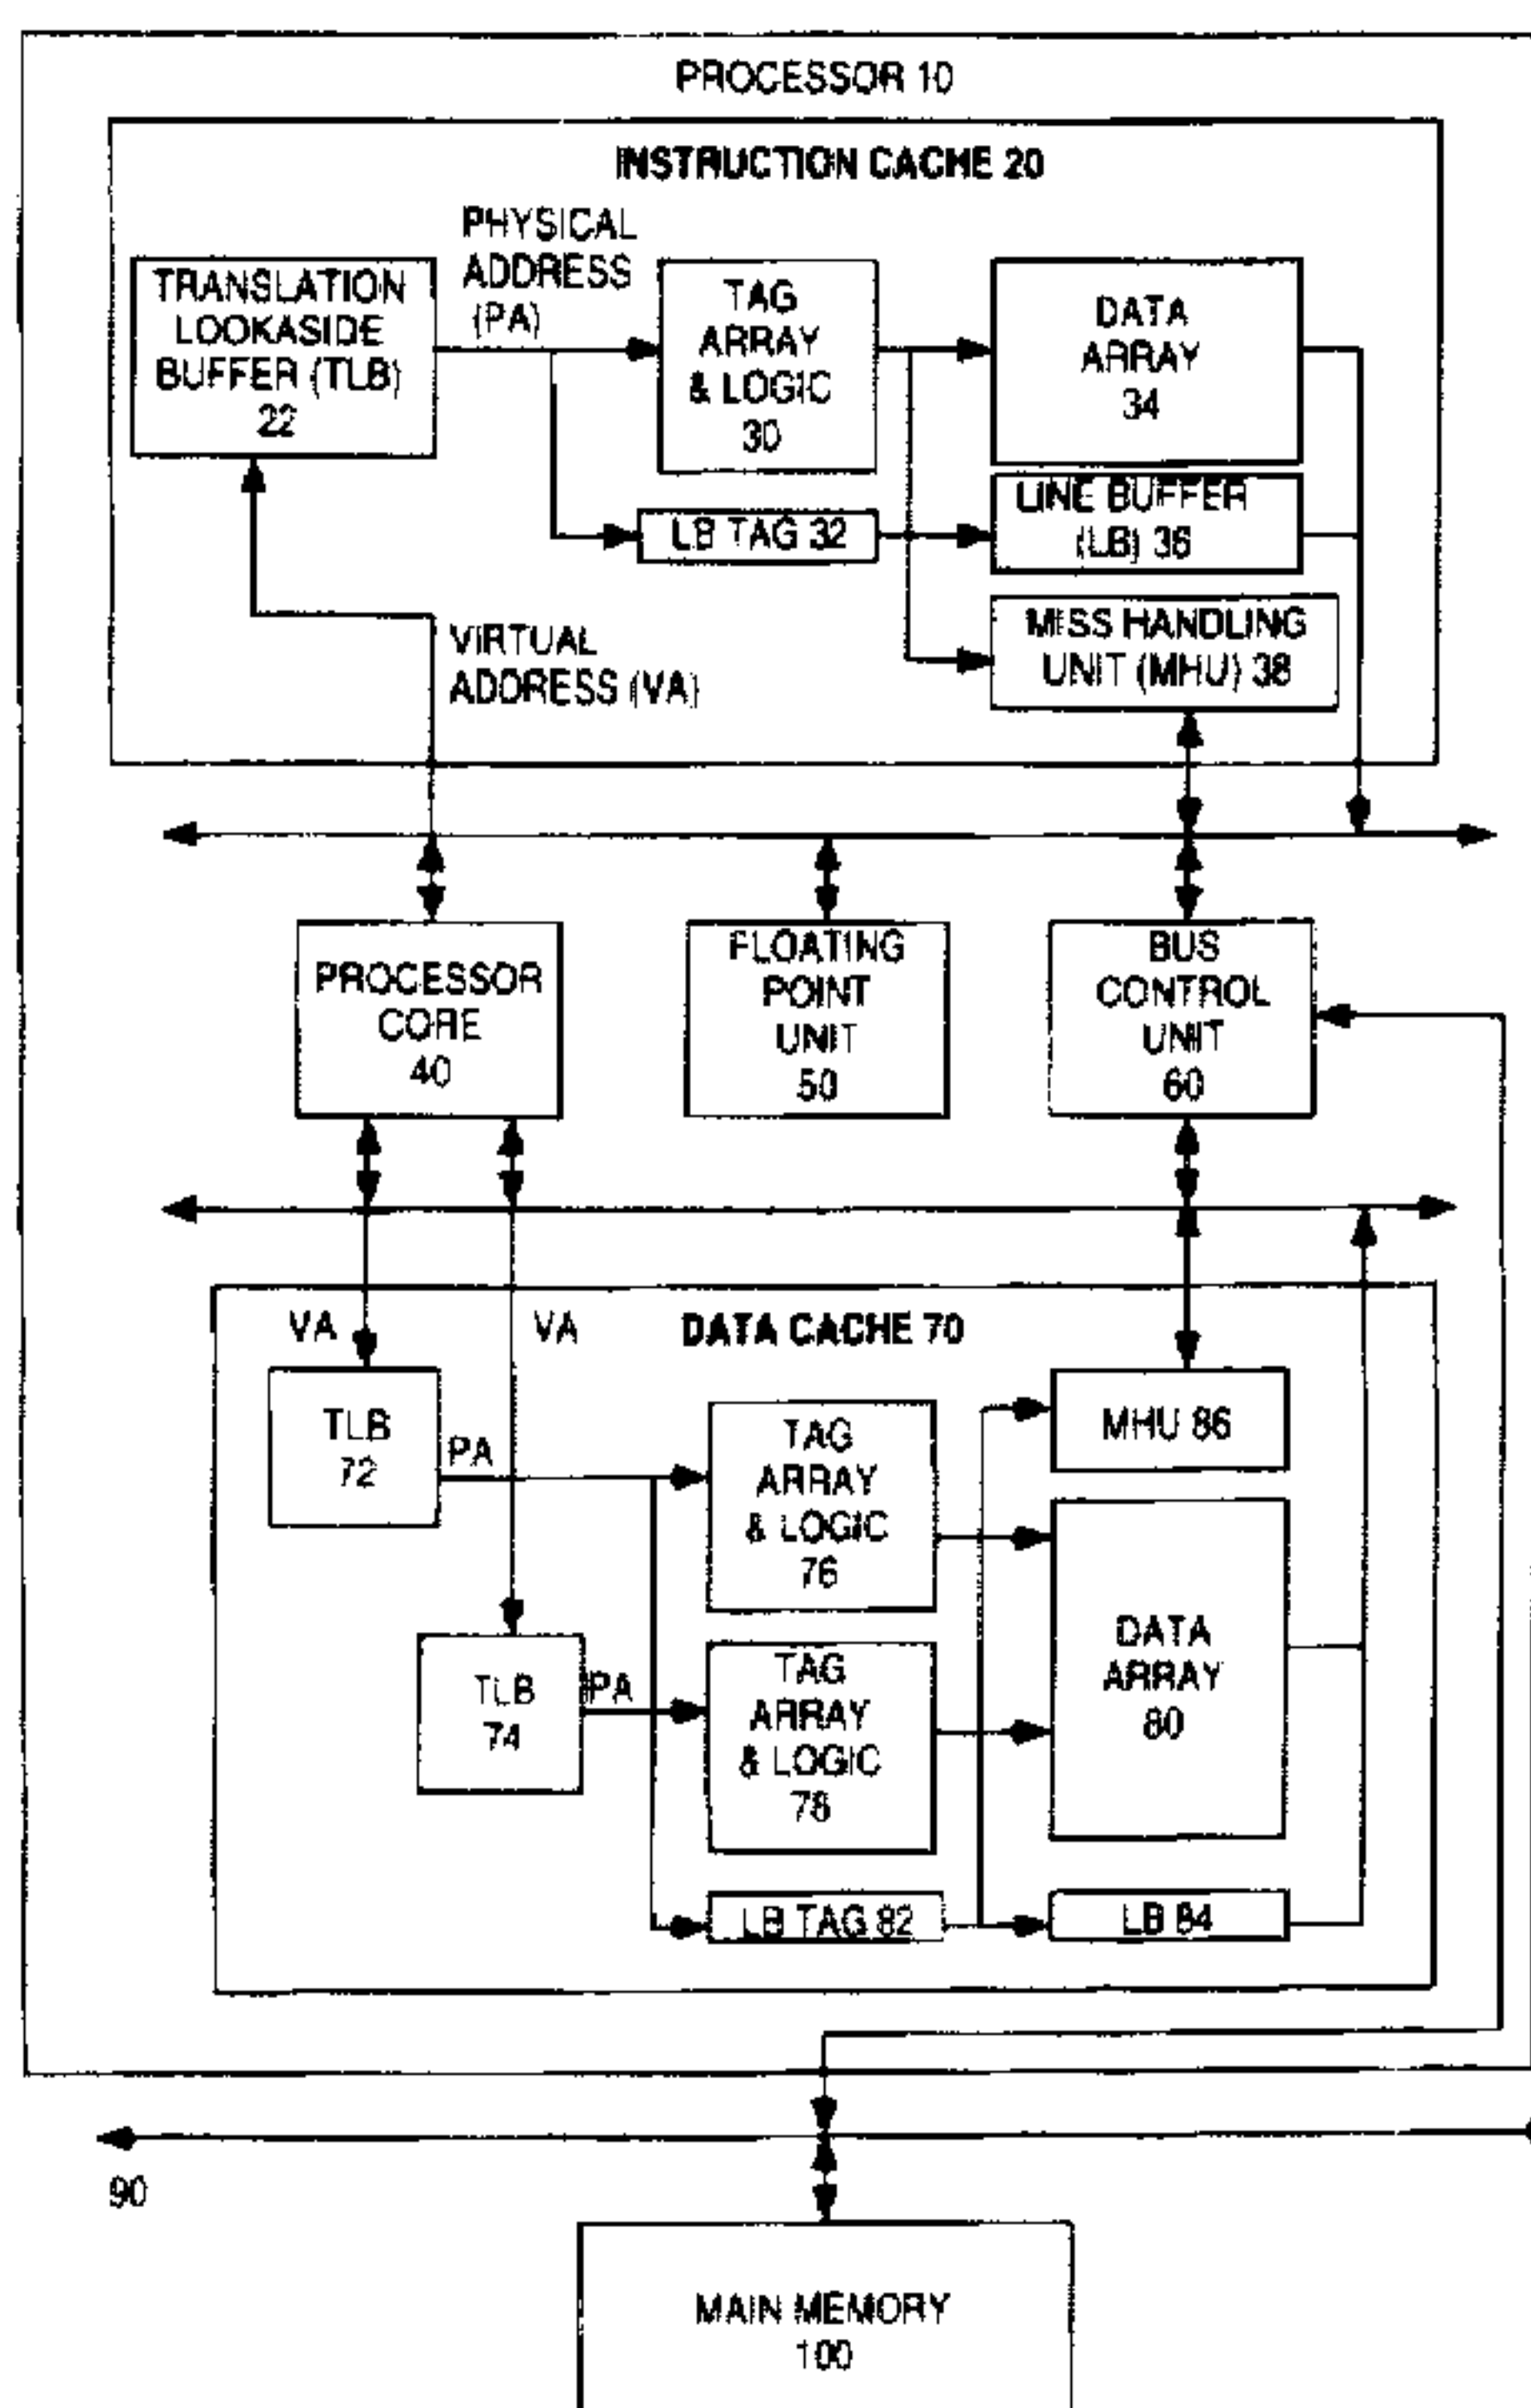 PROCESSOR 10
INSTRUCTION CACHE 20
TRANSLATION
LOOKASIDE
BUFFER (TLB)
22
PHYSICAL
ADDRESS
(PA)
TAG
ARRAY
& LOGIC
30
DATA
ARRAY
34
LB TAG 32
LINE BUFFER
(LB) 36
MISS HANDLING
UNIT (MHU) 38
VIRTUAL
ADDRESS (VA)
PROCESSOR
CORE
40
FLOATING
POINT
UNIT
50
BUS
CONTROL
UNIT
60
VA
VA
DATA CACHE 70
TLB
72
PA
TAG
ARRAY
& LOGIC
76
MHU 86
TLB
74
PA
TAG
ARRAY
& LOGIC
78
DATA
ARRAY
80
LB TAG 82
LB 84
90
MAIN MEMORY
100